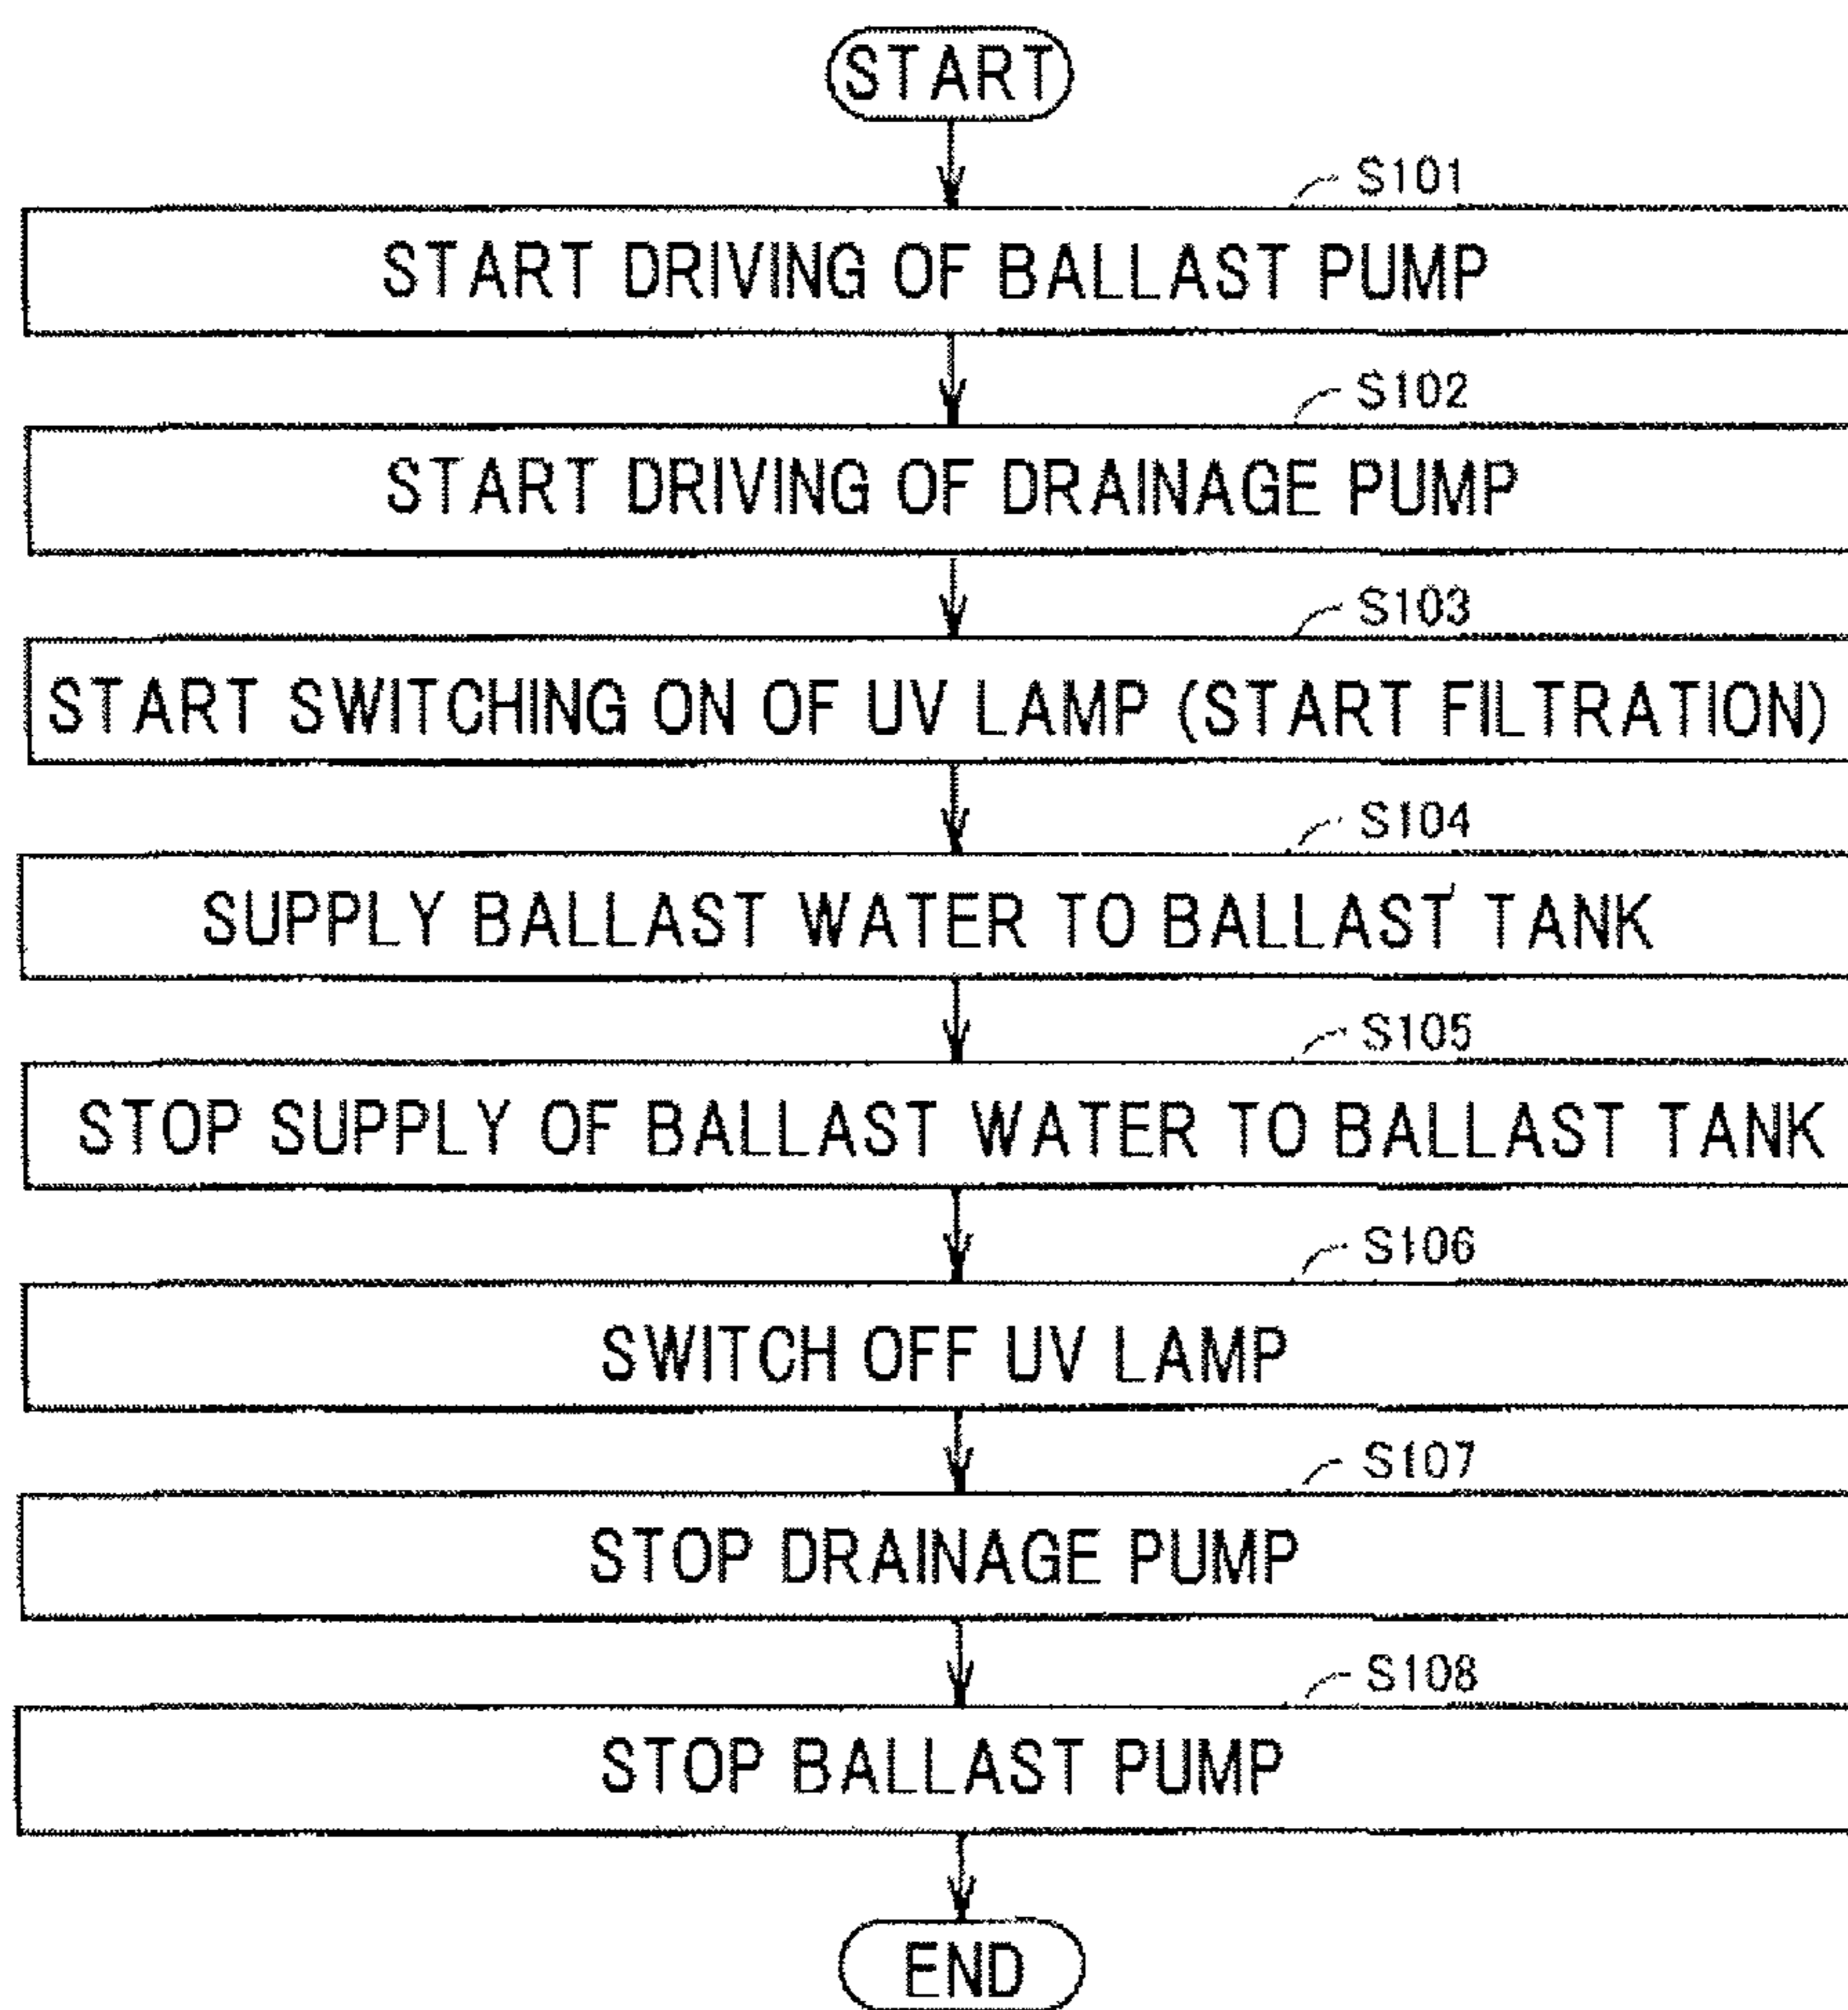 START
S101
START DRIVING OF BALLAST PUMP
S102
START DRIVING OF DRAINAGE PUMP
S103
START SWITCHING ON OF UV LAMP (START FILTRATION)
S104
SUPPLY BALLAST WATER TO BALLAST TANK
S105
STOP SUPPLY OF BALLAST WATER TO BALLAST TANK
S106
SWITCH OFF UV LAMP
S107
STOP DRAINAGE PUMP
S108
STOP BALLAST PUMP
END